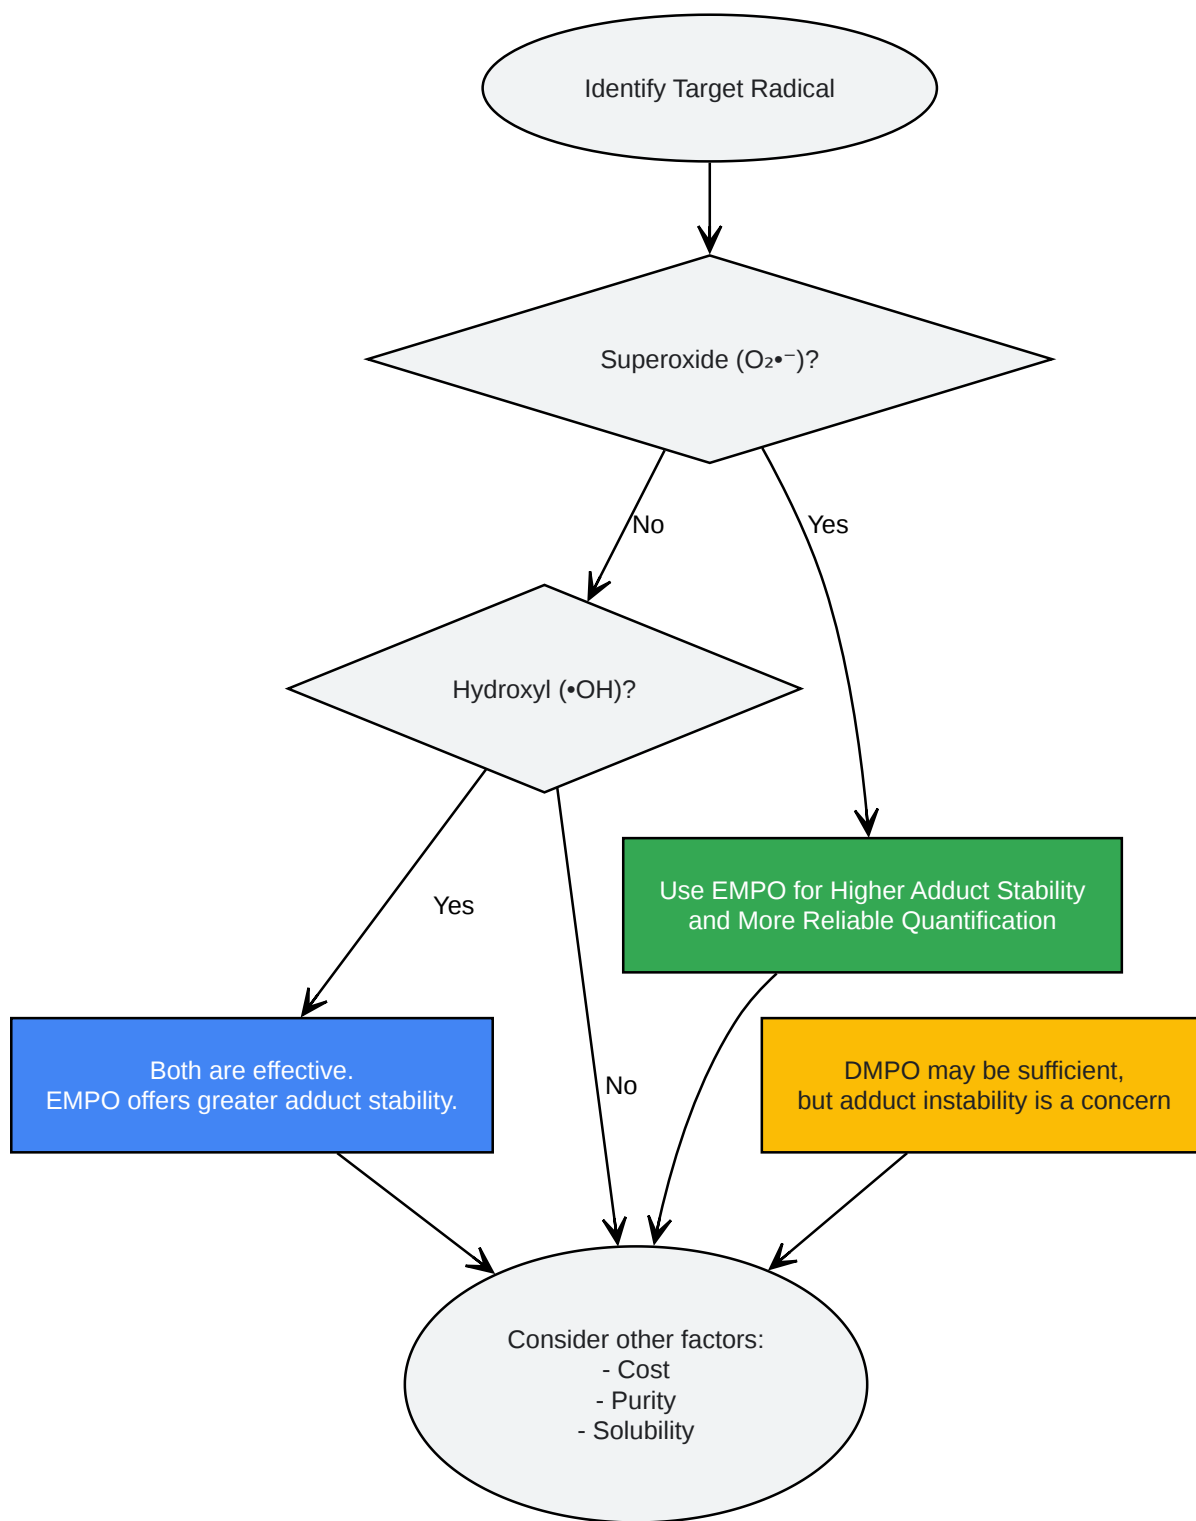 Identify Target Radical
Superoxide (O₂•⁻)?
No
Yes
Hydroxyl (•OH)?
Yes
Use EMPO for Higher Adduct Stability
and More Reliable Quantification
Both are effective.
EMPO offers greater adduct stability.
No
DMPO may be sufficient,
but adduct instability is a concern
Consider other factors:
- Cost
- Purity
- Solubility